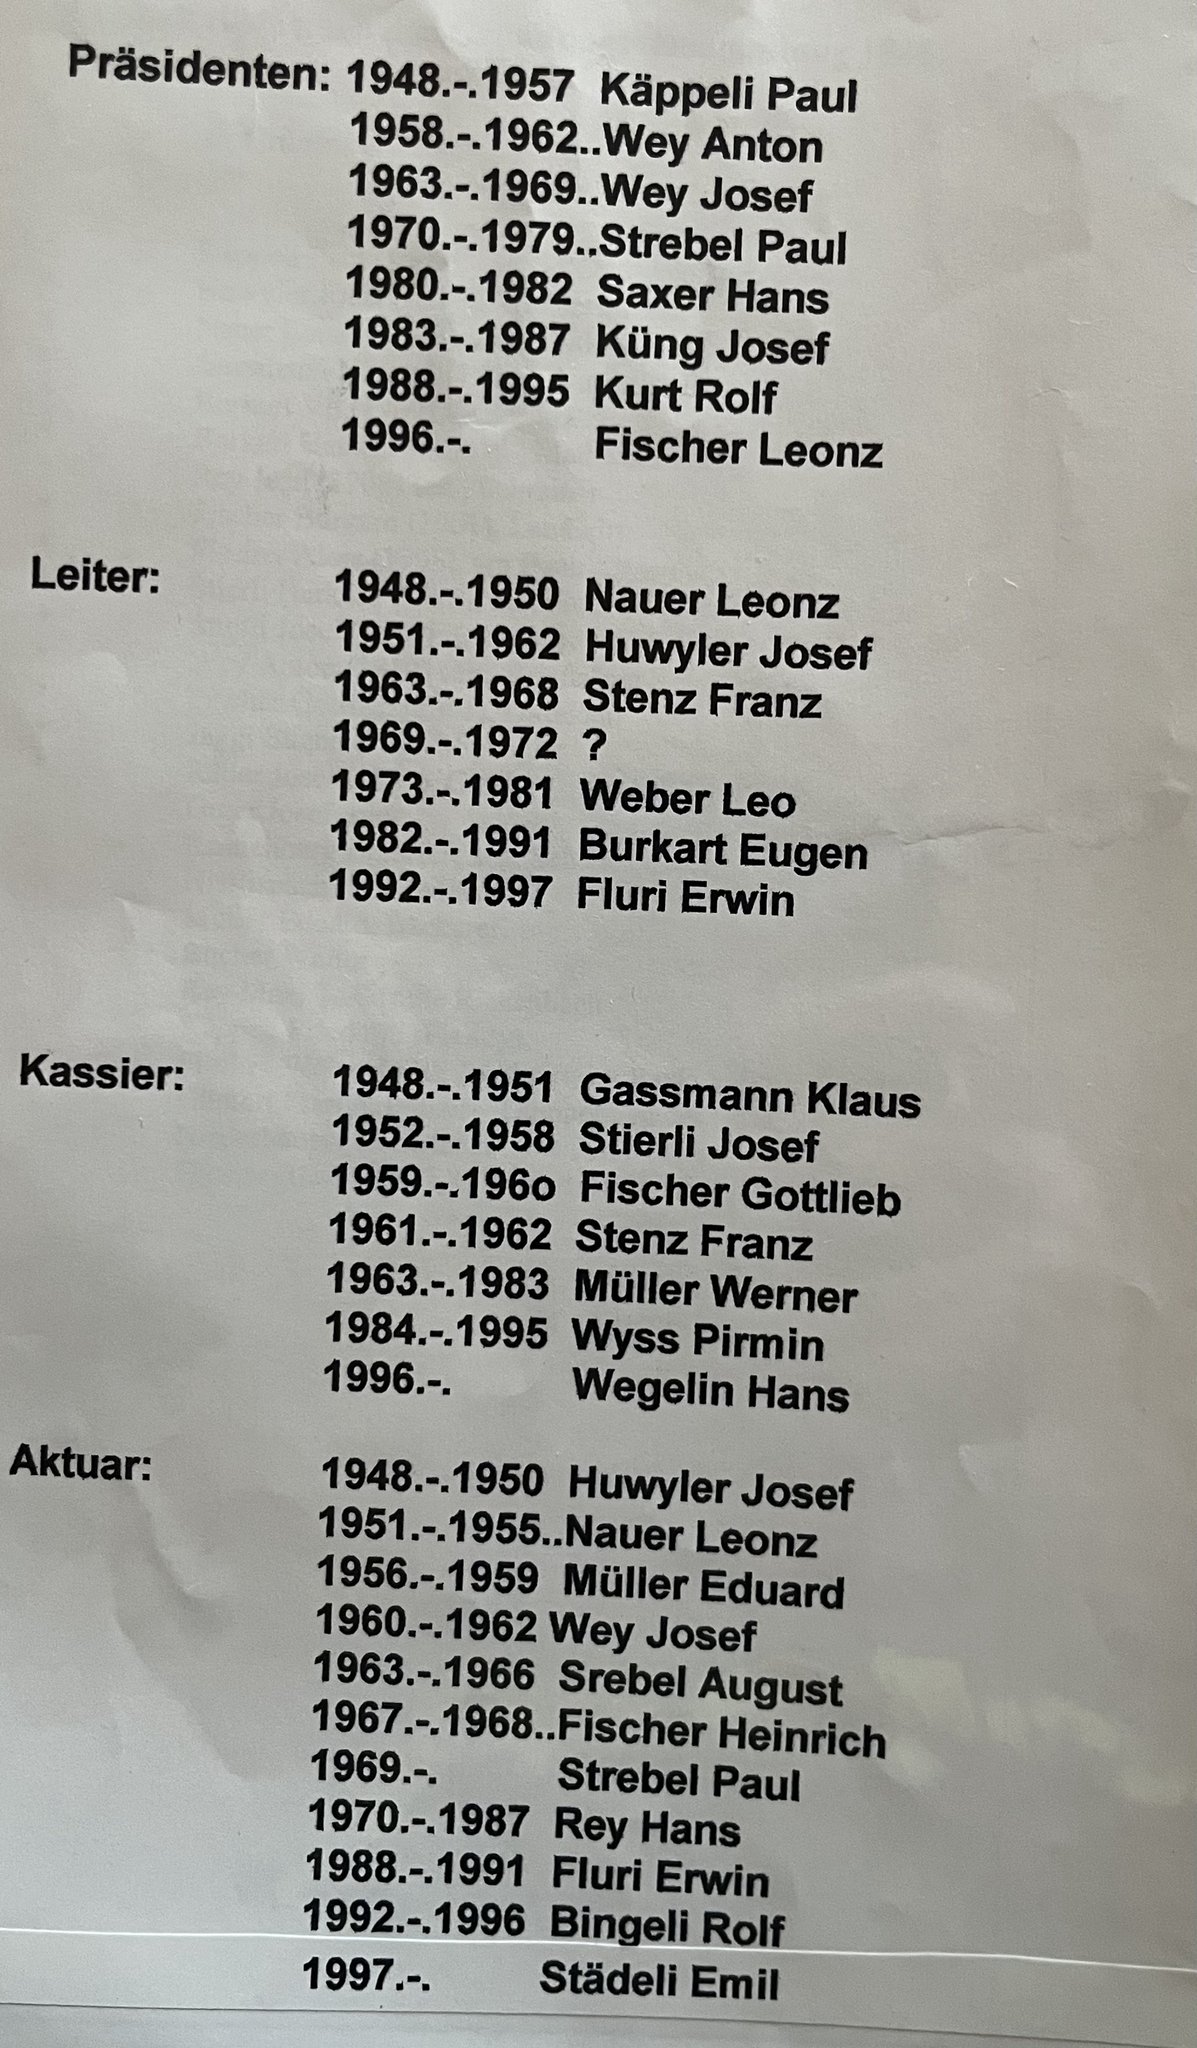 Präsidenten: 1948.-.1957 Käppeli Paul
1958.-.1962..Wey Anton
1963.-.1969..Wey Josef
1970.-.1979..Strebel Paul
1980.-.1982 Saxer Hans
1983.-.1987 Küng Josef
1988.-.1995 Kurt Rolf
1996.-. Fischer Leonz
Leiter: 1948.-.1950 Nauer Leonz
1951.-.1962 Huwyler Josef
1963.-.1968 Stenz Franz
1969.-.1972 ?
1973.-.1981 Weber Leo
1982.-.1991 Burkart Eugen
1992.-.1997 Fluri Erwin
Kassier: 1948.-.1951 Gassmann Klaus
1952.-.1958 Stierli Josef
1959.-.196o Fischer Gottlieb
1961.-.1962 Stenz Franz
1963.-.1983 Müller Werner
1984.-.1995 Wyss Pirmin
1996.-. Wegelin Hans
Aktuar: 1948.-.1950 Huwyler Josef
1951.-.1955..Nauer Leonz
1956.-.1959 Müller Eduard
1960.-.1962 Wey Josef
1963.-.1966 Srebel August
1967.-.1968..Fischer Heinrich
1969.-. Strebel Paul
1970.-.1987 Rey Hans
1988.-.1991 Fluri Erwin
1992.-.1996 Bingeli Rolf
1997.-. Städeli Emil